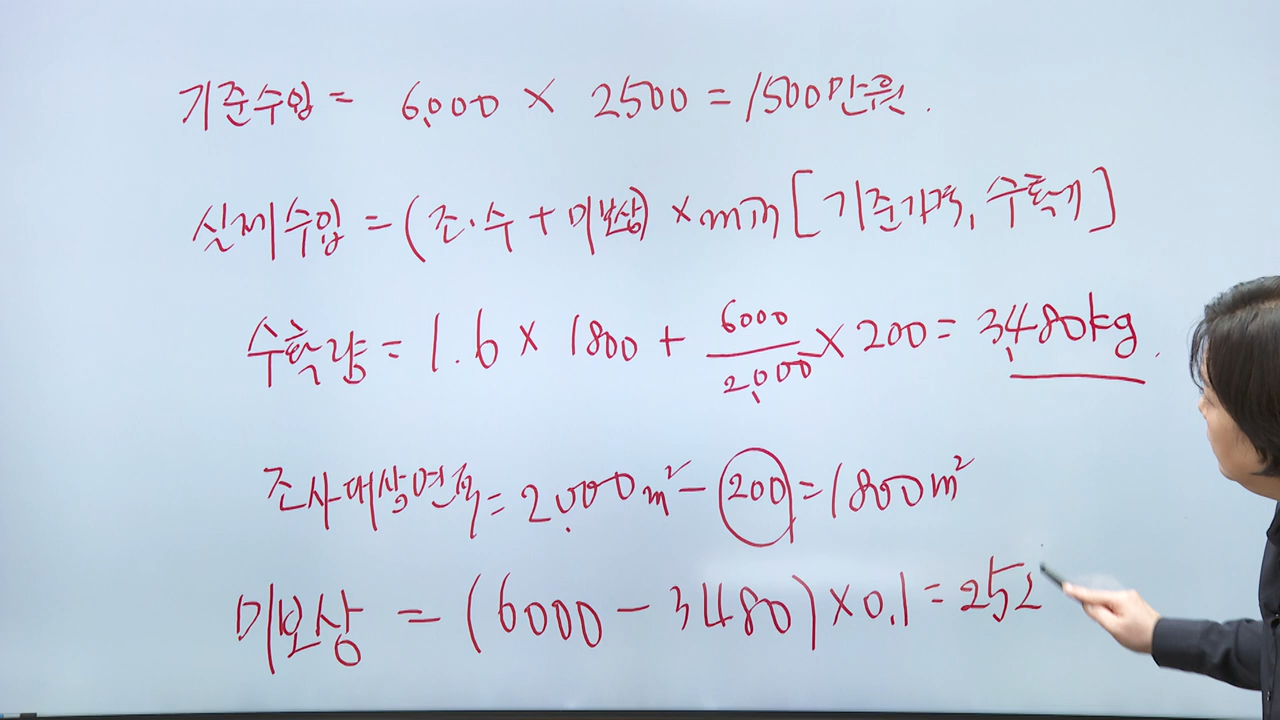 기준수입 = 6,000 × 2500 = 1500만원.
실제수입 = (조·수 + 미보상) × min [기준가격, 수확기]
수확량 = 1.6 × 1800 + 6000/2,000 × 200 = 3,480kg.
조사대상면적 = 2,000m² - 200 = 1800m²
미보상 = (6000 - 3480) × 0.1 = 252